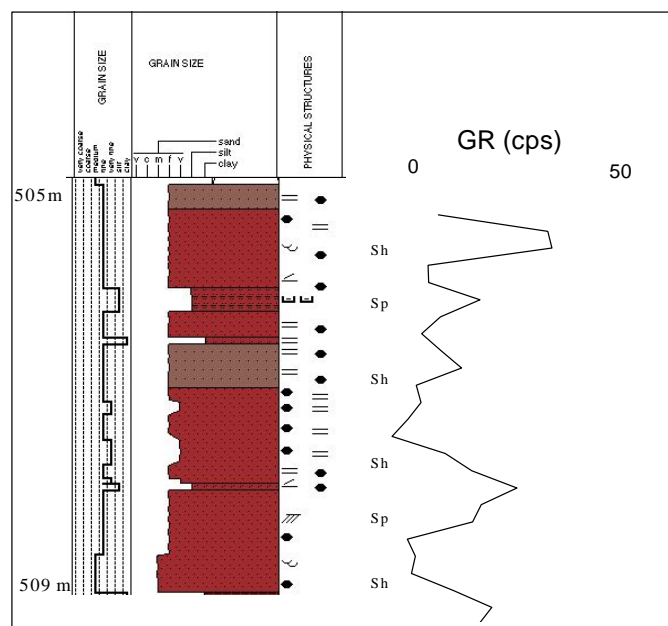 GRAIN SIZE
GRAIN SIZE
PHYSICAL STRUCTURES
very coarse
coarse
medium
fine
very fine
silt
clay
sand
silt
clay
v c m f v
GR (cps)
0 50
505m
Sh
Sp
Sh
Sh
Sp
Sh
509 m